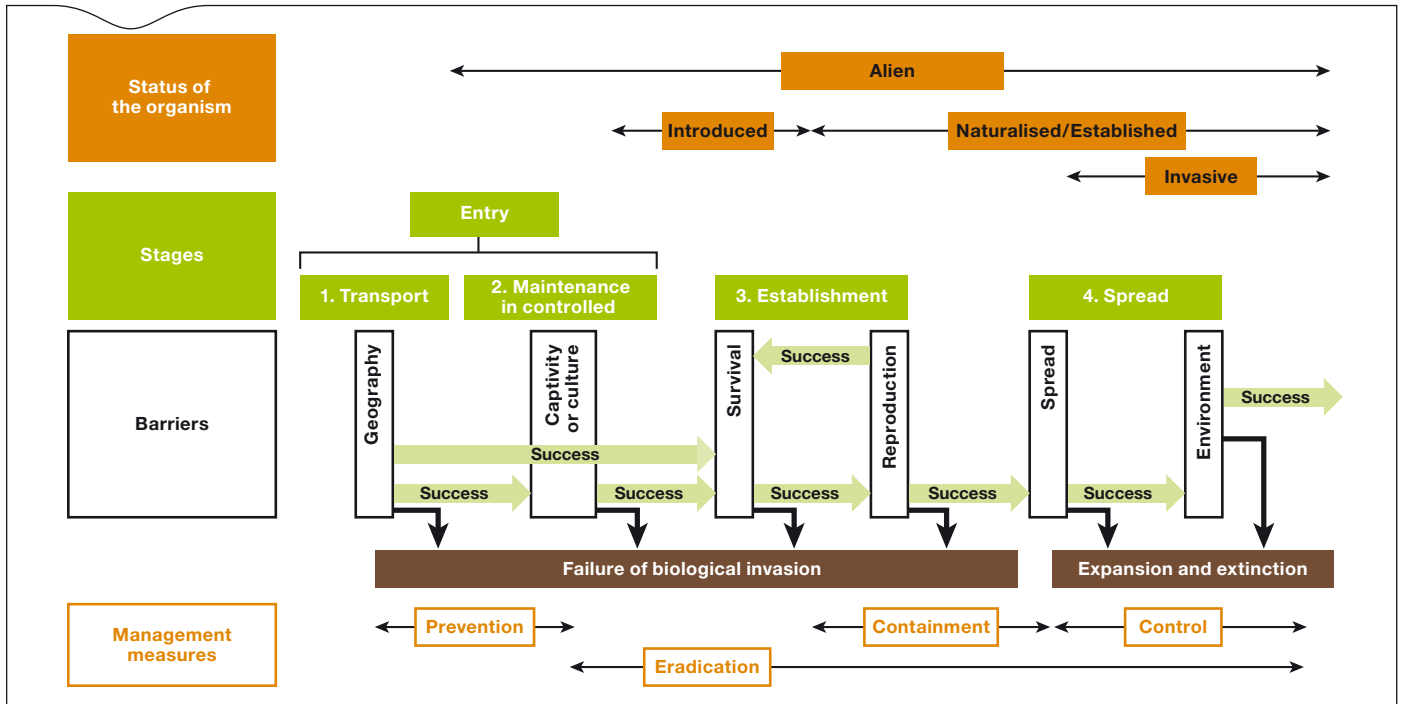 Status of
the organism
Alien
Introduced
Naturalised/Established
Invasive
Stages
Entry
1. Transport
2. Maintenance
in controlled
3. Establishment
4. Spread
Barriers
Geography
Captivity
or culture
Survival
Reproduction
Spread
Environment
Success
Success
Success
Success
Success
Success
Success
Success
Failure of biological invasion
Expansion and extinction
Management
measures
Prevention
Containment
Control
Eradication